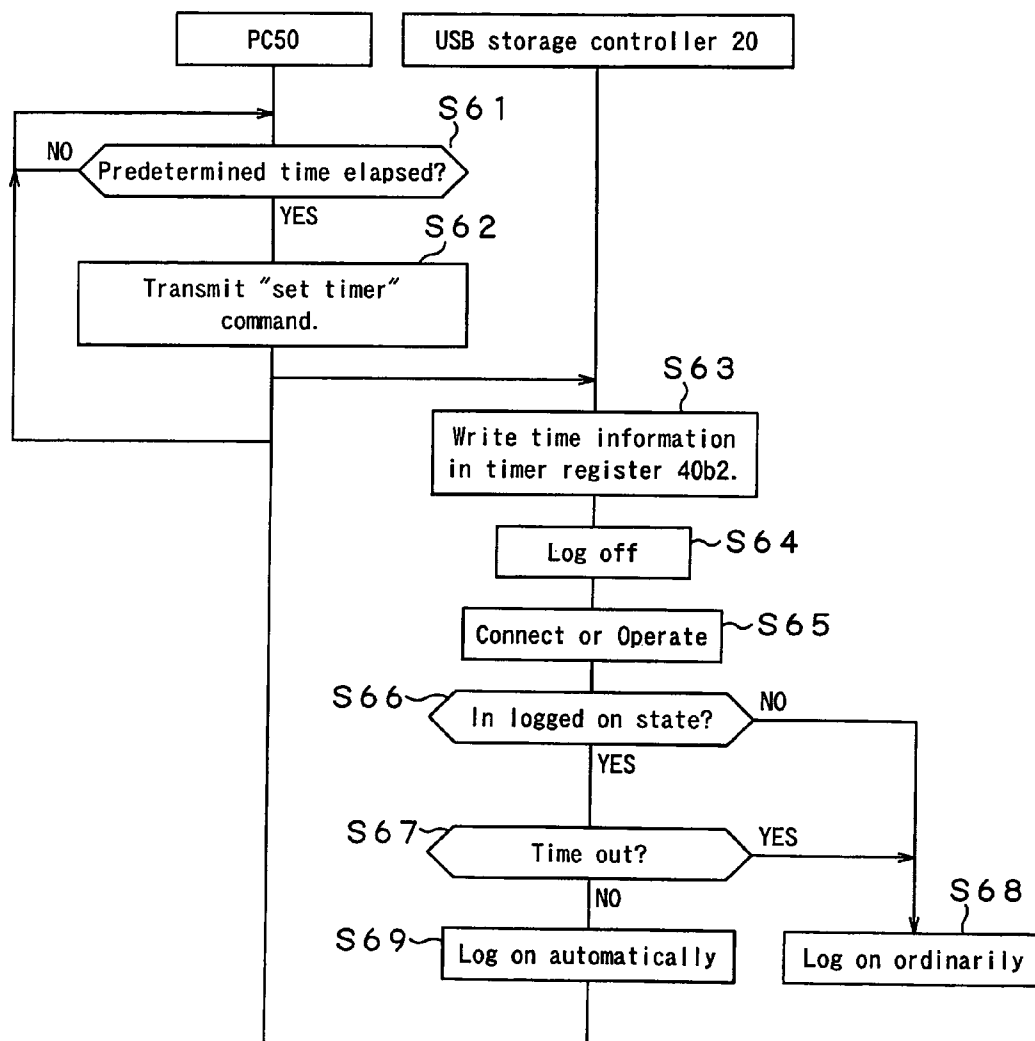 PC50
USB storage controller 20
S61
NO
Predetermined time elapsed?
YES
S62
Transmit "set timer"
command.
S63
Write time information
in timer register 40b2.
Log off
S64
Connect or Operate
S65
S66
In logged on state?
NO
YES
S67
Time out?
YES
NO
S68
S69
Log on automatically
Log on ordinarily